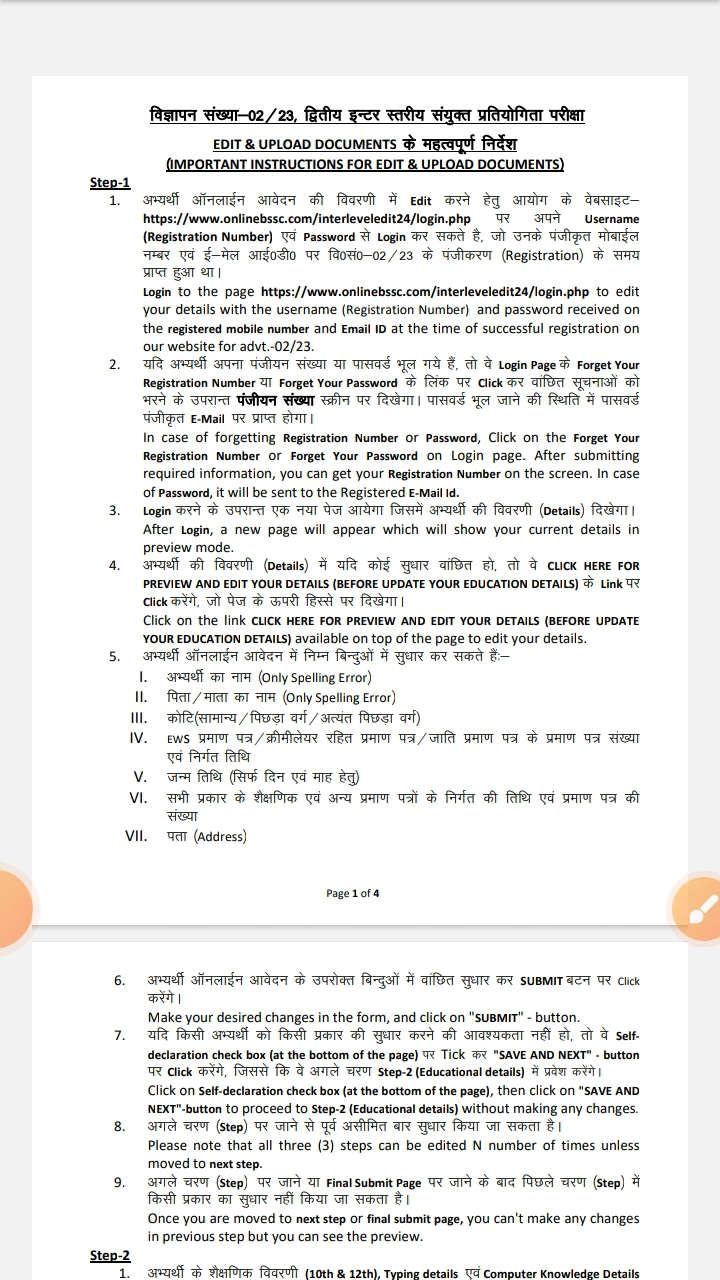 विज्ञापन संख्या–02/23, द्वितीय इन्टर स्तरीय संयुक्त प्रतियोगिता परीक्षा
EDIT & UPLOAD DOCUMENTS के महत्वपूर्ण निर्देश
(IMPORTANT INSTRUCTIONS FOR EDIT & UPLOAD DOCUMENTS)
Step-1
1. अभ्यर्थी ऑनलाईन आवेदन की विवरणी में Edit करने हेतु आयोग के वेबसाइट–
https://www.onlinebssc.com/interleveledit24/login.php पर अपने Username
(Registration Number) एवं Password से Login कर सकते है, जो उनके पंजीकृत मोबाईल
नम्बर एवं ई–मेल आई0डी0 पर वि0सं0–02/23 के पंजीकरण (Registration) के समय
प्राप्त हुआ था।
Login to the page https://www.onlinebssc.com/interleveledit24/login.php to edit
your details with the username (Registration Number) and password received on
the registered mobile number and Email ID at the time of successful registration on
our website for advt.-02/23.
2. यदि अभ्यर्थी अपना पंजीयन संख्या या पासवर्ड भूल गये हैं, तो वे Login Page के Forget Your
Registration Number या Forget Your Password के लिंक पर Click कर वांछित सूचनाओं को
भरने के उपरान्त पंजीयन संख्या स्क्रीन पर दिखेगा। पासवर्ड भूल जाने की स्थिति में पासवर्ड
पंजीकृत E-Mail पर प्राप्त होगा।
In case of forgetting Registration Number or Password, Click on the Forget Your
Registration Number or Forget Your Password on Login page. After submitting
required information, you can get your Registration Number on the screen. In case
of Password, it will be sent to the Registered E-Mail Id.
3. Login करने के उपरान्त एक नया पेज आयेगा जिसमें अभ्यर्थी की विवरणी (Details) दिखेगा।
After Login, a new page will appear which will show your current details in
preview mode.
4. अभ्यर्थी की विवरणी (Details) में यदि कोई सुधार वांछित हो, तो वे CLICK HERE FOR
PREVIEW AND EDIT YOUR DETAILS (BEFORE UPDATE YOUR EDUCATION DETAILS) के Link पर
Click करेंगे, जो पेज के ऊपरी हिस्से पर दिखेगा।
Click on the link CLICK HERE FOR PREVIEW AND EDIT YOUR DETAILS (BEFORE UPDATE
YOUR EDUCATION DETAILS) available on top of the page to edit your details.
5. अभ्यर्थी ऑनलाईन आवेदन में निम्न बिन्दुओं में सुधार कर सकते हैंः–
I. अभ्यर्थी का नाम (Only Spelling Error)
II. पिता/माता का नाम (Only Spelling Error)
III. कोटि(सामान्य/पिछड़ा वर्ग/अत्यंत पिछड़ा वर्ग)
IV. EWS प्रमाण पत्र/क्रीमीलेयर रहित प्रमाण पत्र/जाति प्रमाण पत्र के प्रमाण पत्र संख्या
एवं निर्गत तिथि
V. जन्म तिथि (सिर्फ दिन एवं माह हेतु)
VI. सभी प्रकार के शैक्षणिक एवं अन्य प्रमाण पत्रों के निर्गत की तिथि एवं प्रमाण पत्र की
संख्या
VII. पता (Address)
Page 1 of 4
6. अभ्यर्थी ऑनलाईन आवेदन के उपरोक्त बिन्दुओं में वांछित सुधार कर SUBMIT बटन पर Click
करेंगे।
Make your desired changes in the form, and click on "SUBMIT" - button.
7. यदि किसी अभ्यर्थी को किसी प्रकार की सुधार करने की आवश्यकता नहीं हो, तो वे Self-
declaration check box (at the bottom of the page) पर Tick कर "SAVE AND NEXT" - button
पर Click करेंगे, जिससे कि वे अगले चरण Step-2 (Educational details) में प्रवेश करेंगे।
Click on Self-declaration check box (at the bottom of the page), then click on "SAVE AND
NEXT"-button to proceed to Step-2 (Educational details) without making any changes.
8. अगले चरण (Step) पर जाने से पूर्व असीमित बार सुधार किया जा सकता है।
Please note that all three (3) steps can be edited N number of times unless
moved to next step.
9. अगले चरण (Step) पर जाने या Final Submit Page पर जाने के बाद पिछले चरण (Step) में
किसी प्रकार का सुधार नहीं किया जा सकता है।
Once you are moved to next step or final submit page, you can't make any changes
in previous step but you can see the preview.
Step-2
1. अभ्यर्थी के शैक्षणिक विवरणी (10th & 12th), Typing details एवं Computer Knowledge Details